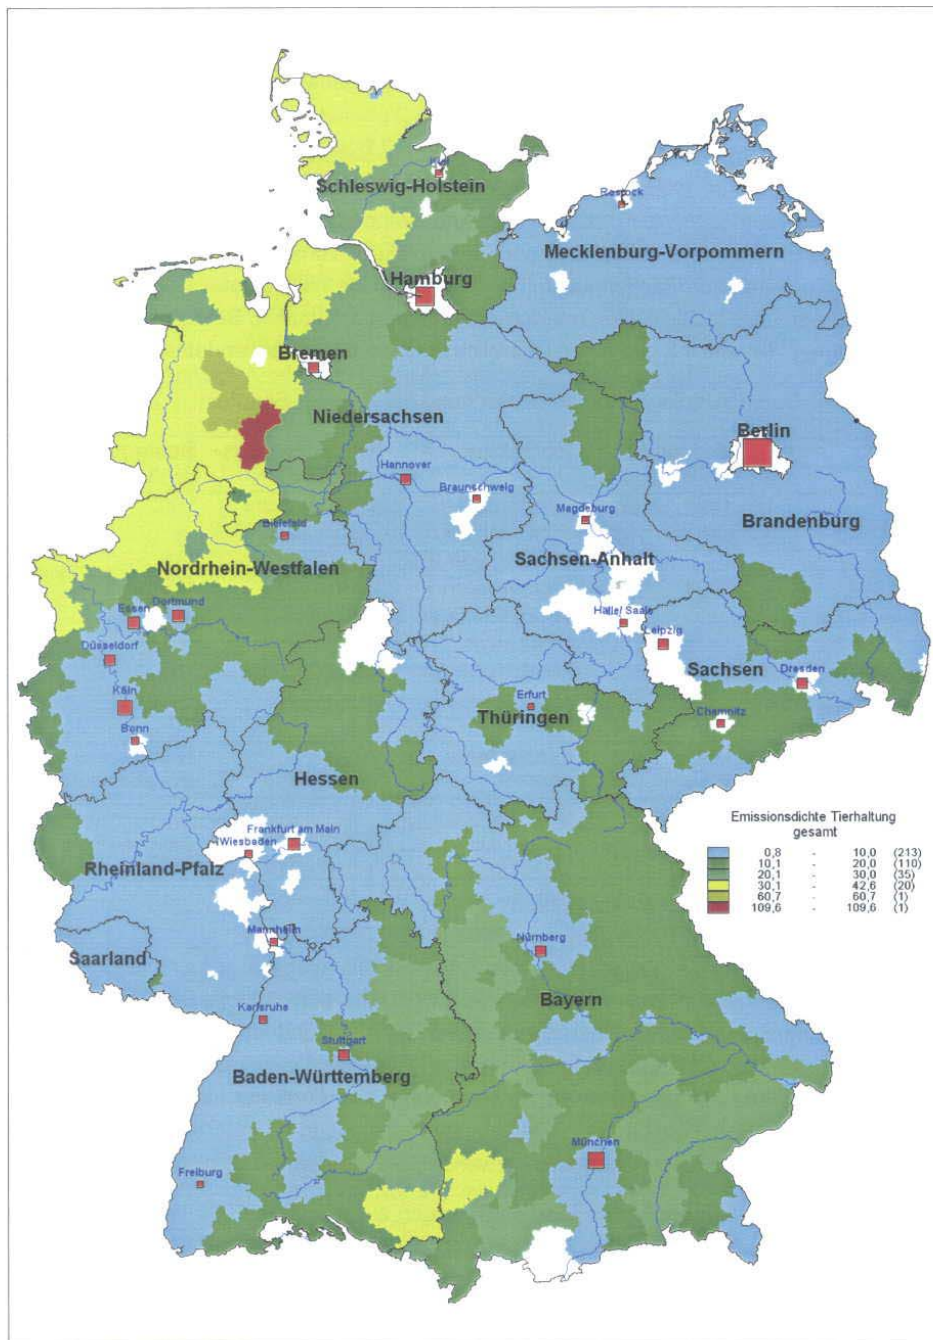 Kiel
Schleswig-Holstein
Rostock
Mecklenburg-Vorpommern
Hamburg
Bremen
Niedersachsen
Berlin
Hannover
Braunschweig
Magdeburg
Brandenburg
Bielefeld
Sachsen-Anhalt
Nordrhein-Westfalen
Essen
Dortmund
Halle/ Saale
Leipzig
Düsseldorf
Sachsen
Dresden
Köln
Erfurt
Thüringen
Chemnitz
Bonn
Hessen
Emissionsdichte Tierhaltung
gesamt
0,8 - 10,0 (213)
10,1 - 20,0 (110)
20,1 - 30,0 (35)
30,1 - 42,6 (20)
60,7 - 60,7 (1)
109,6 - 109,6 (1)
Frankfurt am Main
Wiesbaden
Rheinland-Pfalz
Mannheim
Nürnberg
Saarland
Bayern
Karlsruhe
Stuttgart
Baden-Württemberg
München
Freiburg